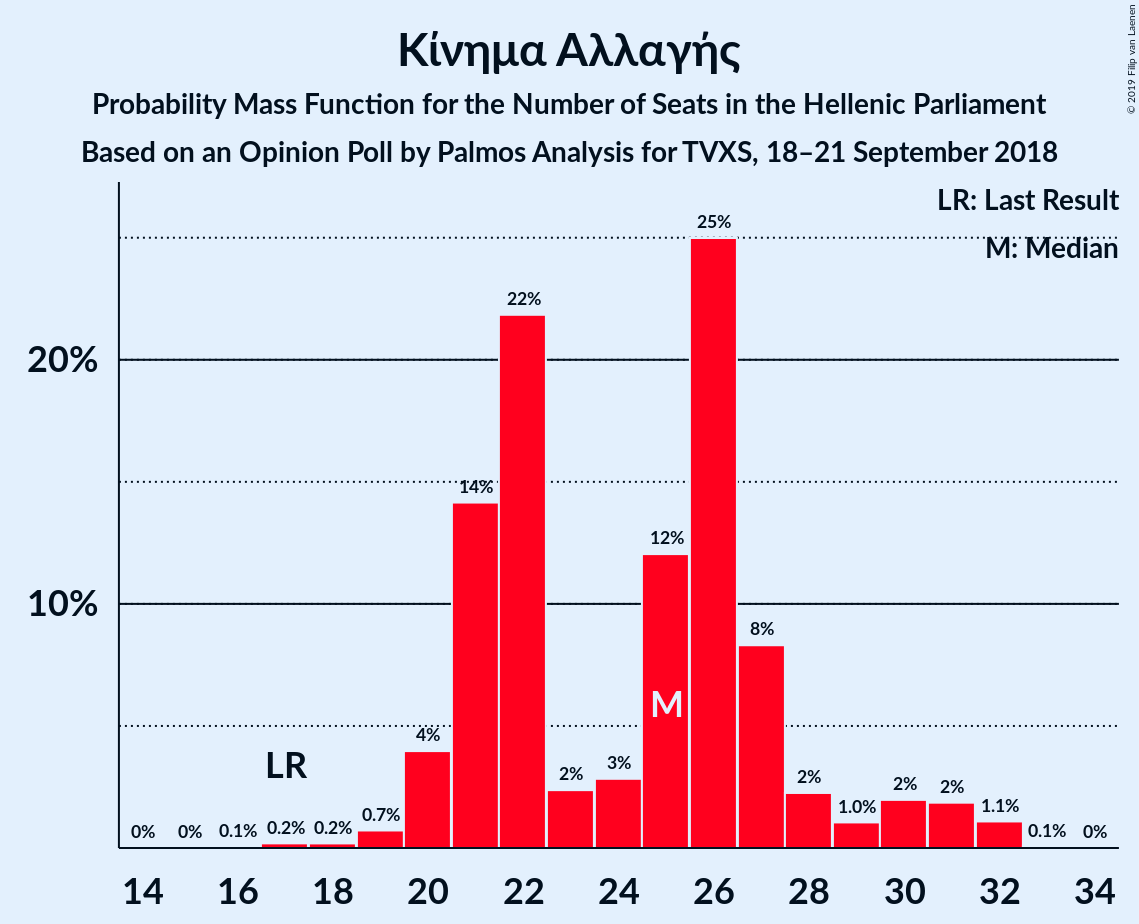 Κίνημα Αλλαγής
Probability Mass Function for the Number of Seats in the Hellenic Parliament
Based on an Opinion Poll by Palmos Analysis for TVXS, 18–21 September 2018
© 2019 Filip van Laenen
LR: Last Result
M: Median
20%
10%
0%
0%
0.1%
0.2%
0.2%
0.7%
4%
14%
22%
2%
3%
12%
25%
8%
2%
1.0%
2%
2%
1.1%
0.1%
0%
LR
M
14 16 18 20 22 24 26 28 30 32 34